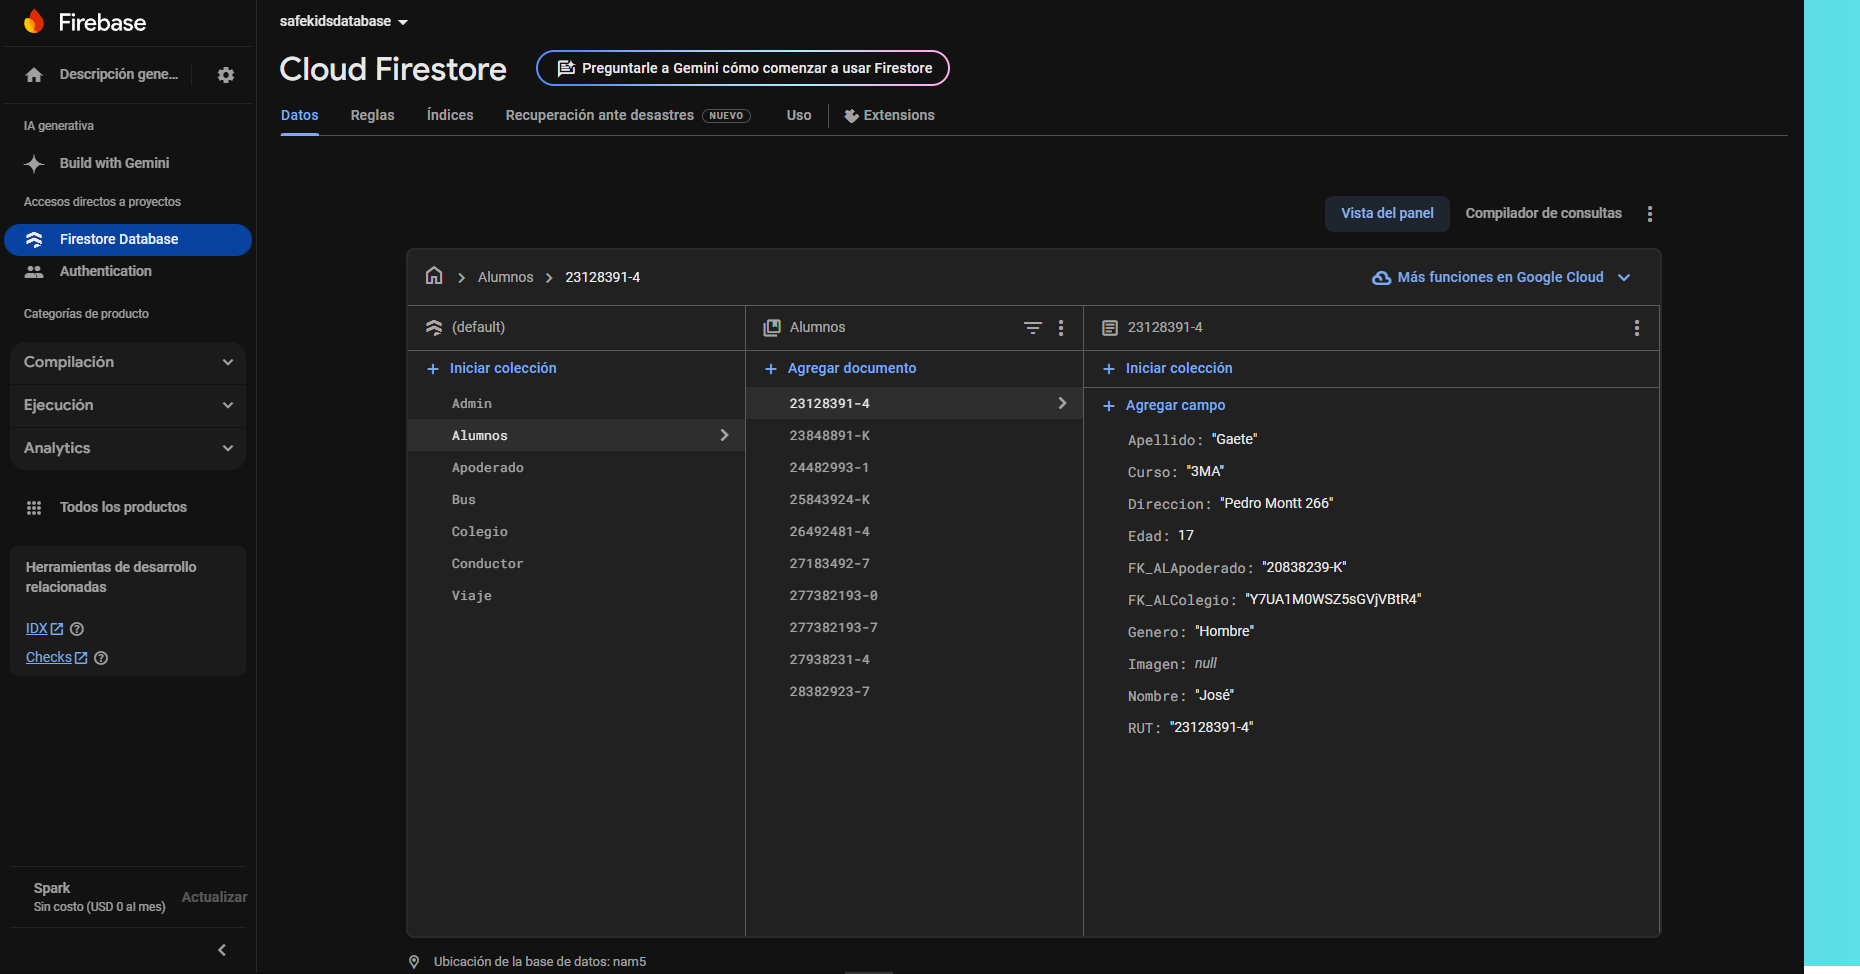 Firebase
Descripción gene...
IA generativa
Build with Gemini
Accesos directos a proyectos
Firestore Database
Authentication
Categorías de producto
Compilación
Ejecución
Analytics
Todos los productos
Herramientas de desarrollo
relacionadas
IDX
Checks
Spark
Sin costo (USD 0 al mes)
Actualizar
safekidsdatabase
Cloud Firestore
Preguntarle a Gemini cómo comenzar a usar Firestore
Datos Reglas Índices Recuperación ante desastres NUEVO Uso Extensions
Vista del panel Compilador de consultas
Alumnos 23128391-4
Más funciones en Google Cloud
(default)
Iniciar colección
Admin
Alumnos
Apoderado
Bus
Colegio
Conductor
Viaje
Alumnos
Agregar documento
23128391-4
23848891-K
24482993-1
25843924-K
26492481-4
27183492-7
277382193-0
277382193-7
27938231-4
28382923-7
23128391-4
Iniciar colección
Agregar campo
Apellido: "Gaete"
Curso: "3MA"
Direccion: "Pedro Montt 266"
Edad: 17
FK_ALApoderado: "20838239-K"
FK_ALColegio: "Y7UA1M0WSZ5sGVjVBtR4"
Genero: "Hombre"
Imagen: null
Nombre: "José"
RUT: "23128391-4"
Ubicación de la base de datos: nam5